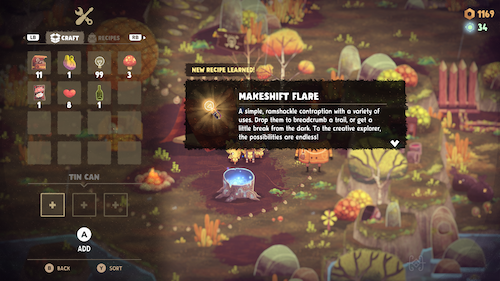 LB CRAFT RECIPES RB
1169
34
NEW RECIPE LEARNED!
MAKESHIFT FLARE
A simple, ramshackle contraption with a variety of
uses. Drop them to breadcrumb a trail, or get a
little break from the dark. To the creative explorer,
the possibilities are endless!
11 1 99 3
1 8 1
TIN CAN
+ + +
A
ADD
B BACK Y SORT